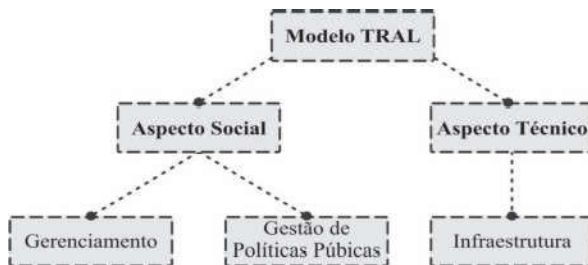 Modelo TRAL
Aspecto Social
Aspecto Técnico
Gerenciamento
Gestão de
Políticas Púbicas
Infraestrutura